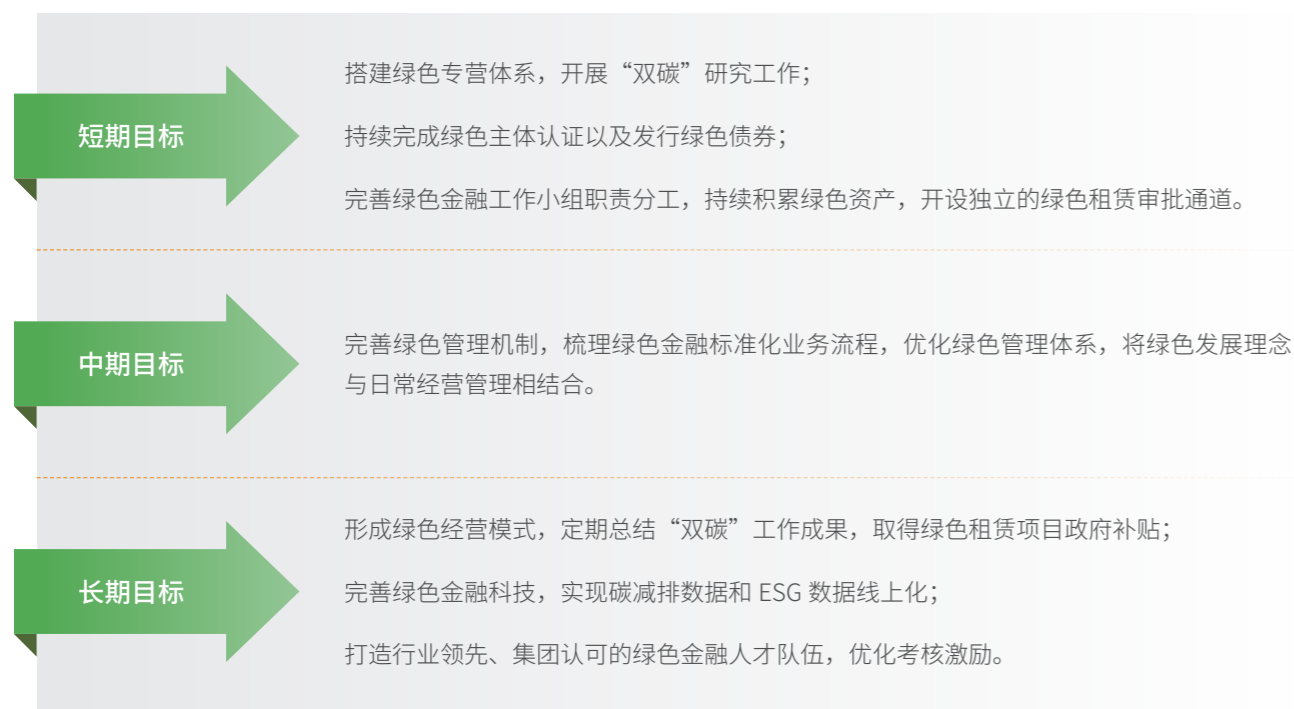 短期目标
搭建绿色专营体系，开展“双碳”研究工作；
持续完成绿色主体认证以及发行绿色债券；
完善绿色金融工作小组职责分工，持续积累绿色资产，开设独立的绿色租赁审批通道。
中期目标
完善绿色管理机制，梳理绿色金融标准化业务流程，优化绿色管理体系，将绿色发展理念
与日常经营管理相结合。
长期目标
形成绿色经营模式，定期总结“双碳”工作成果，取得绿色租赁项目政府补贴；
完善绿色金融科技，实现碳减排数据和 ESG 数据线上化；
打造行业领先、集团认可的绿色金融人才队伍，优化考核激励。